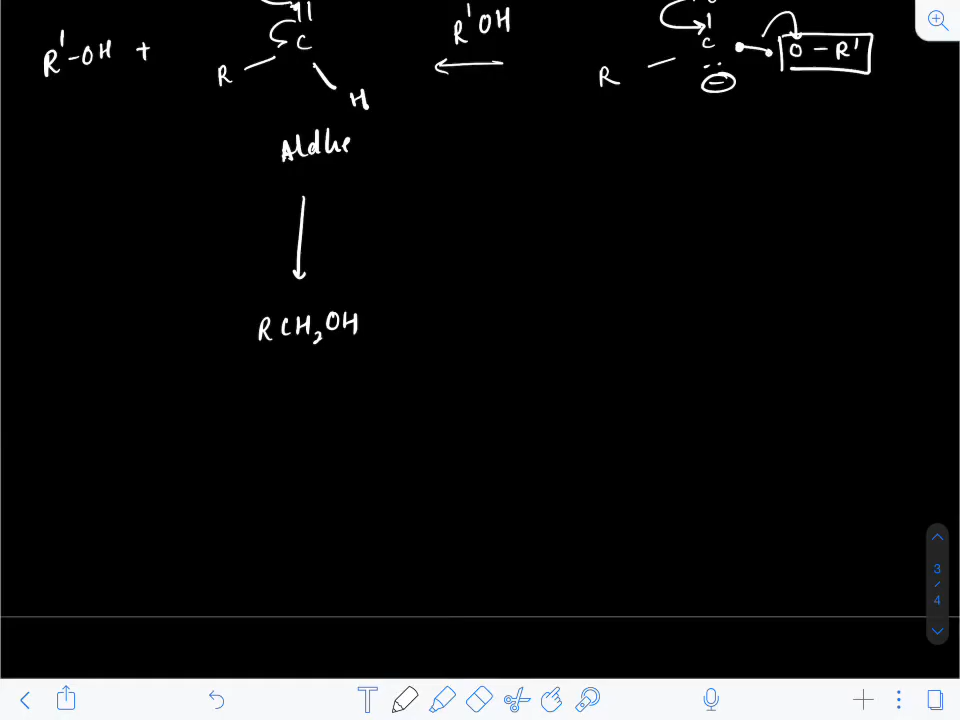 R'-OH + R C H R'OH R C O - R'
Aldhe
RCH2OH
3 / 4
T